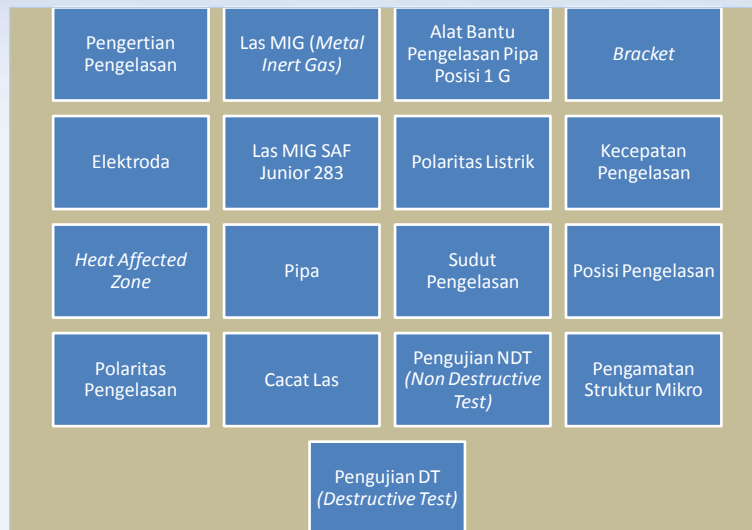 Pengertian
Pengelasan
Las MIG (Metal
Inert Gas)
Alat Bantu
Pengelasan Pipa
Posisi 1 G
Bracket
Elektroda
Las MIG SAF
Junior 283
Polaritas Listrik
Kecepatan
Pengelasan
Heat Affected
Zone
Pipa
Sudut
Pengelasan
Posisi Pengelasan
Polaritas
Pengelasan
Cacat Las
Pengujian NDT
(Non Destructive
Test)
Pengamatan
Struktur Mikro
Pengujian DT
(Destructive Test)